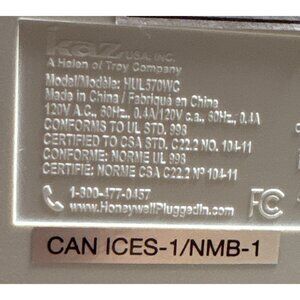 kaz USA, INC.
A Helen of Troy Company
Model/Modèle: HUL570WC
Made in China / Fabriqué en China
120V A.C., 60Hz, 0.4A/120V c.a., 60Hz, 0.4A
CONFORMS TO UL STD. 998
CERTIFIED TO CSA STD. C22.2 NO. 104-11
CONFORME: NORME UL 998
CERTIFIÉ: NORME CSA C22.2 Nº 104-11
1-800-477-0457
www.HoneywellPluggedIn.com
FC
CAN ICES-1/NMB-1